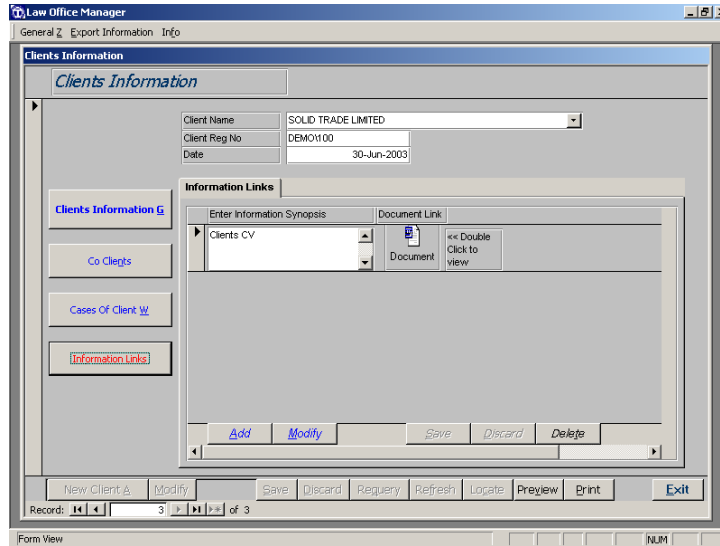 Law Office Manager
General Z Export Information Info
Clients Information
Clients Information
Client Name SOLID TRADE LIMITED
Client Reg No DEMO\100
Date 30-Jun-2003
Information Links
Clients Information G
Co Clients
Cases Of Client W
Information Links
Enter Information Synopsis Document Link
Clients CV
Document
<< Double
Click to
view
Add Modify Save Discard Delete
New Client A Modify Save Discard Requery Refresh Locate Preview Print Exit
Record: 3 of 3
Form View NUM